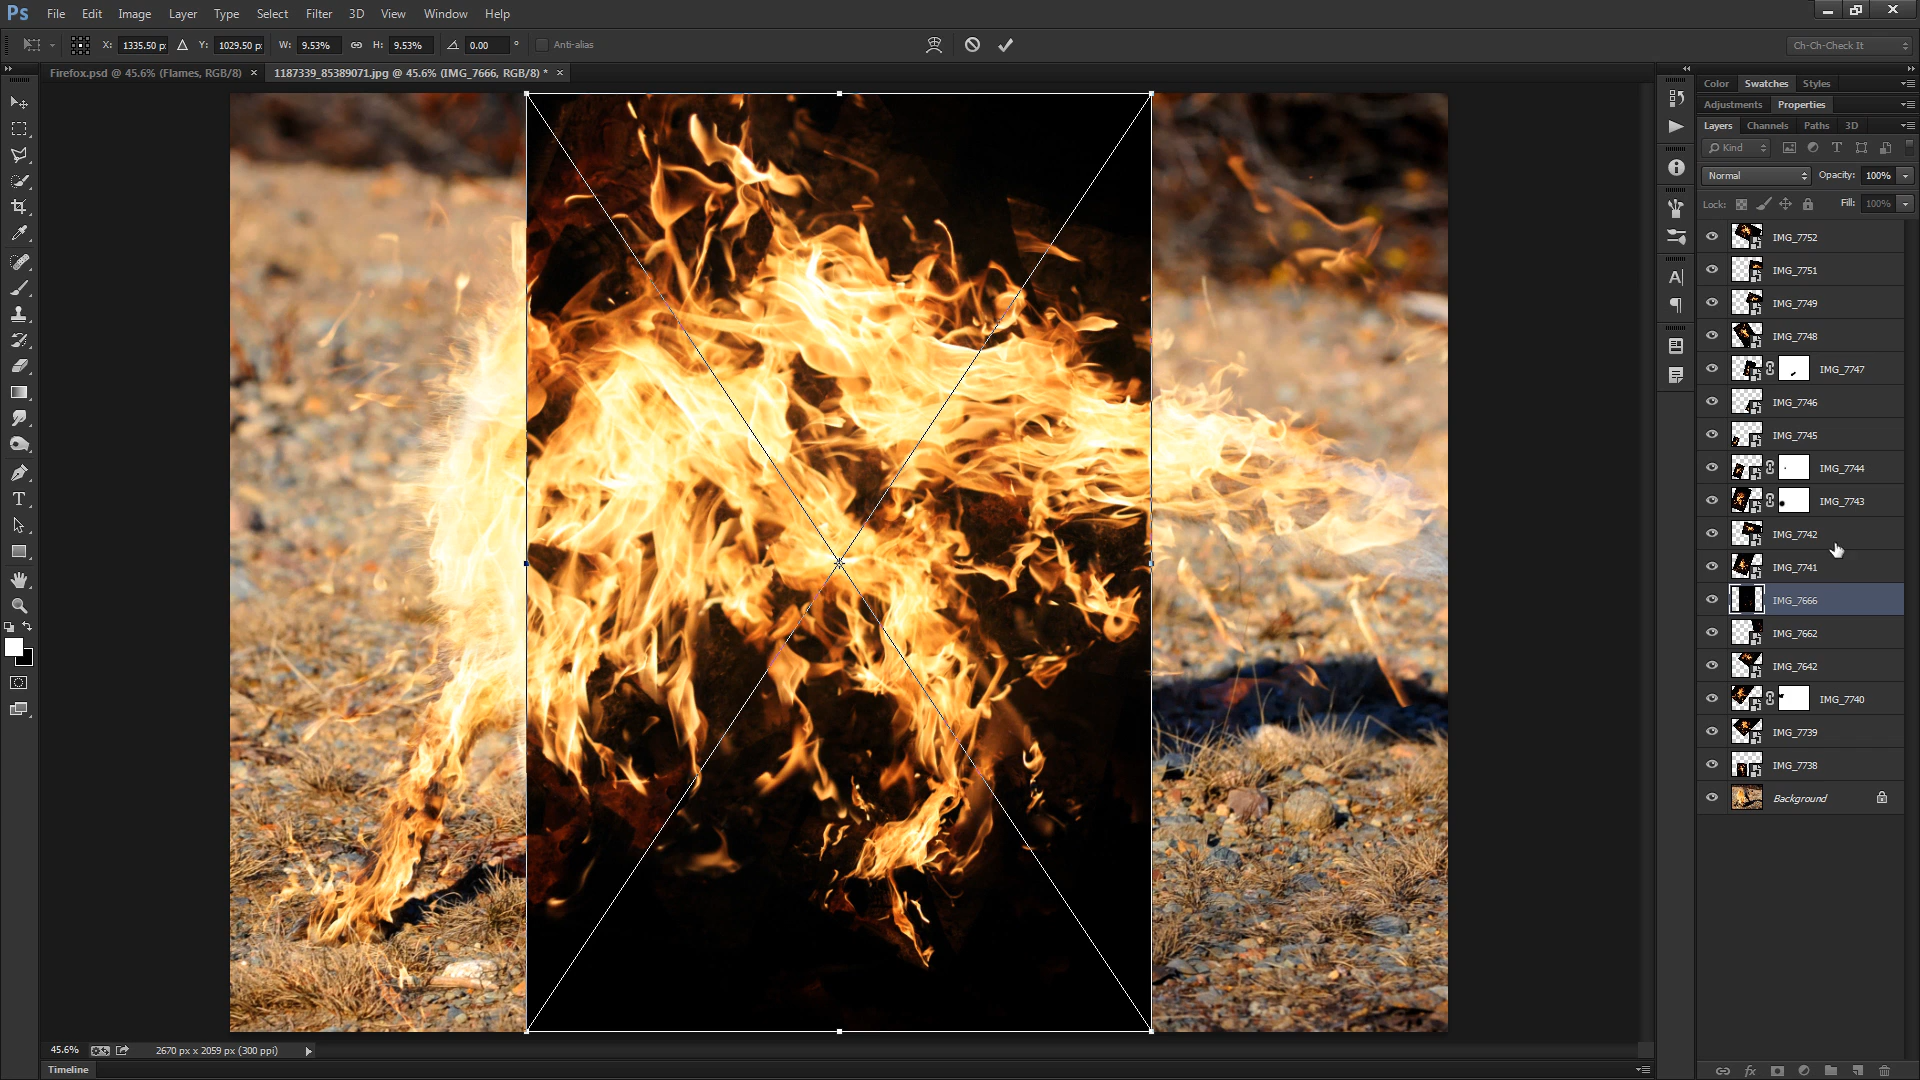 Ps File Edit Image Layer Type Select Filter 3D View Window Help
X: 1335.50 p Y: 1029.50 p W: 9.53% H: 9.53% 0.00 ° Anti-alias Ch-Ch-Check It
Firefox.psd @ 45.6% (Flames, RGB/8) × 1187339_85389071.jpg @ 45.6% (IMG_7666, RGB/8) * ×
Color Swatches Styles
Adjustments Properties
Layers Channels Paths 3D
Kind
Normal Opacity: 100%
Lock: Fill: 100%
IMG_7752
IMG_7751
IMG_7749
IMG_7748
IMG_7747
IMG_7746
IMG_7745
IMG_7744
IMG_7743
IMG_7742
IMG_7741
IMG_7666
IMG_7662
IMG_7642
IMG_7740
IMG_7739
IMG_7738
Background
45.6% 2670 px x 2059 px (300 ppi)
Timeline